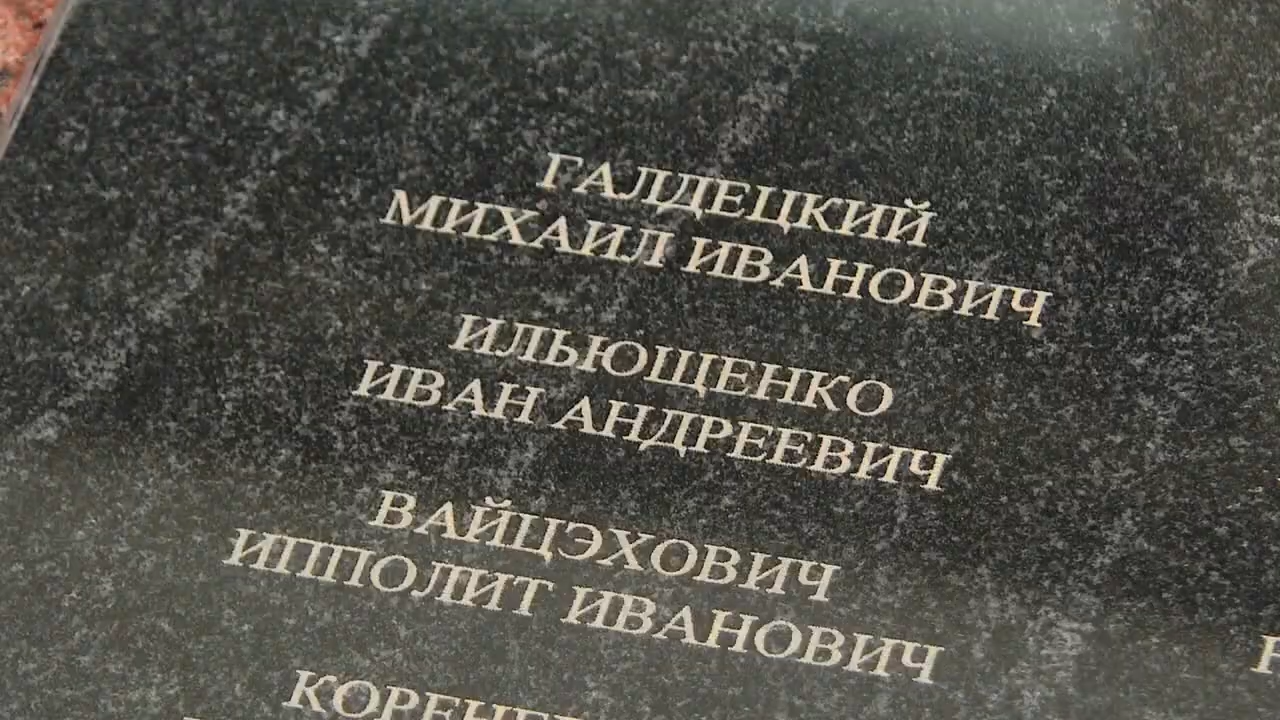 ГАЛДЕЦКИЙ
МИХАИЛ ИВАНОВИЧ
ИЛЬЮЩЕНКО
ИВАН АНДРЕЕВИЧ
ВАЙЦЭХОВИЧ
ИППОЛИТ ИВАНОВИЧ